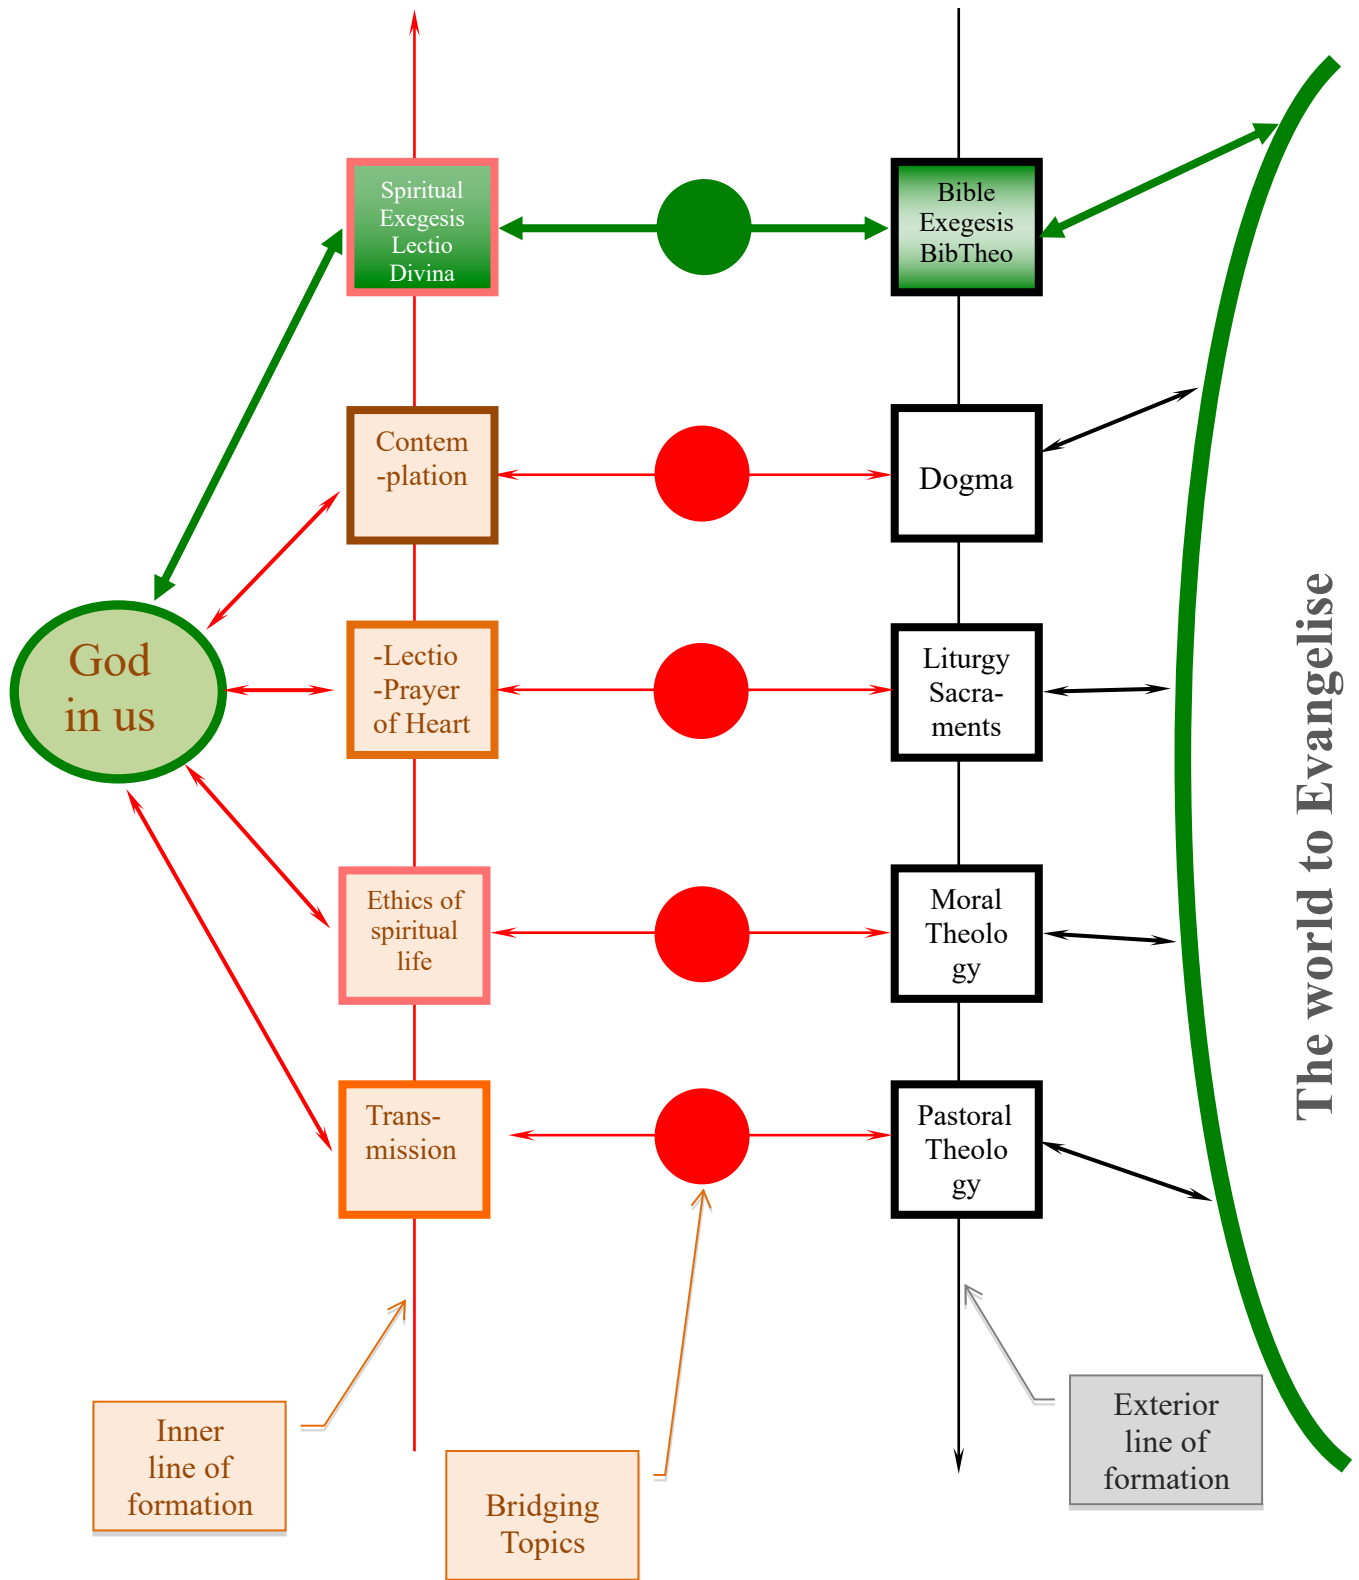 Spiritual
Exegesis
Lectio
Divina
Bible
Exegesis
BibTheo
Contem
-plation
Dogma
God
in us
-Lectio
-Prayer
of Heart
Liturgy
Sacra-
ments
The world to Evangelise
Ethics of
spiritual
life
Moral
Theolo
gy
Trans-
mission
Pastoral
Theolo
gy
Inner
line of
formation
Bridging
Topics
Exterior
line of
formation